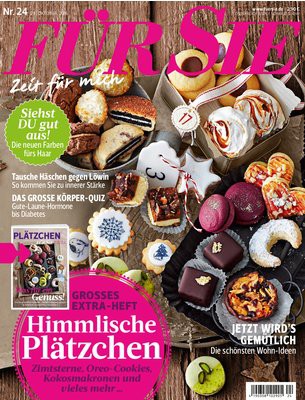 Nr. 24
FÜR SIE
Zeit für mich
Siehst
DU gut
aus!
Die neuen Farben
fürs Haar
17
3
Tausche Häschen gegen Löwin
So kommen Sie zu innerer Stärke
DAS GROSSE KÖRPER-QUIZ
Gute-Laune-Hormone
bis Diabetes
PLÄTZCHEN
Genuss!
GROSSES
EXTRA-HEFT
Himmlische
Plätzchen
Zimtsterne, Oreo-Cookies,
Kokosmakronen und
vieles mehr ...
JETZT WIRD'S
GEMÜTLICH
Die schönsten Wohn-Ideen